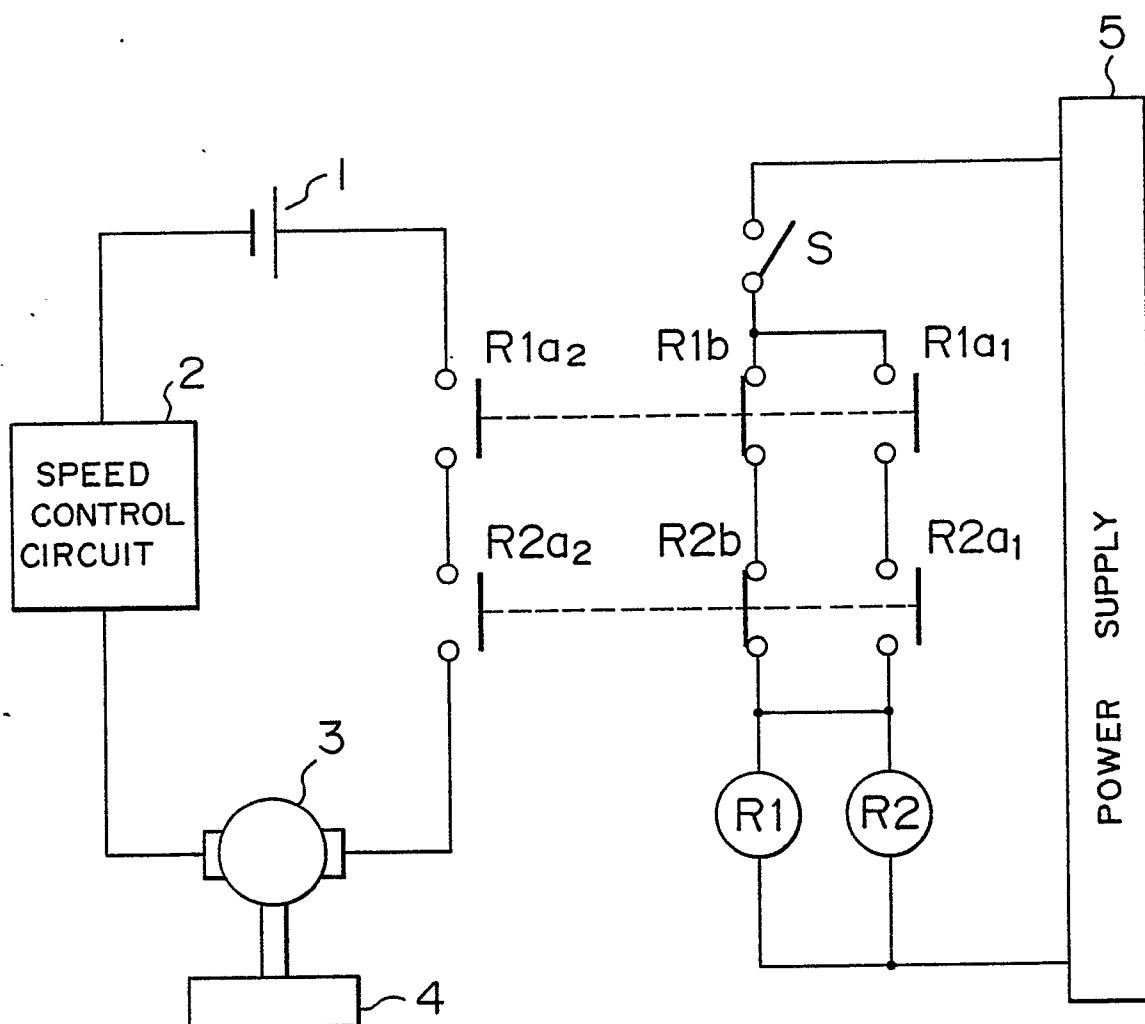 5
1
S
R1a2
R1b
R1a1
2
SPEED
CONTROL
CIRCUIT
R2a2
R2b
R2a1
POWER SUPPLY
3
R1
R2
4